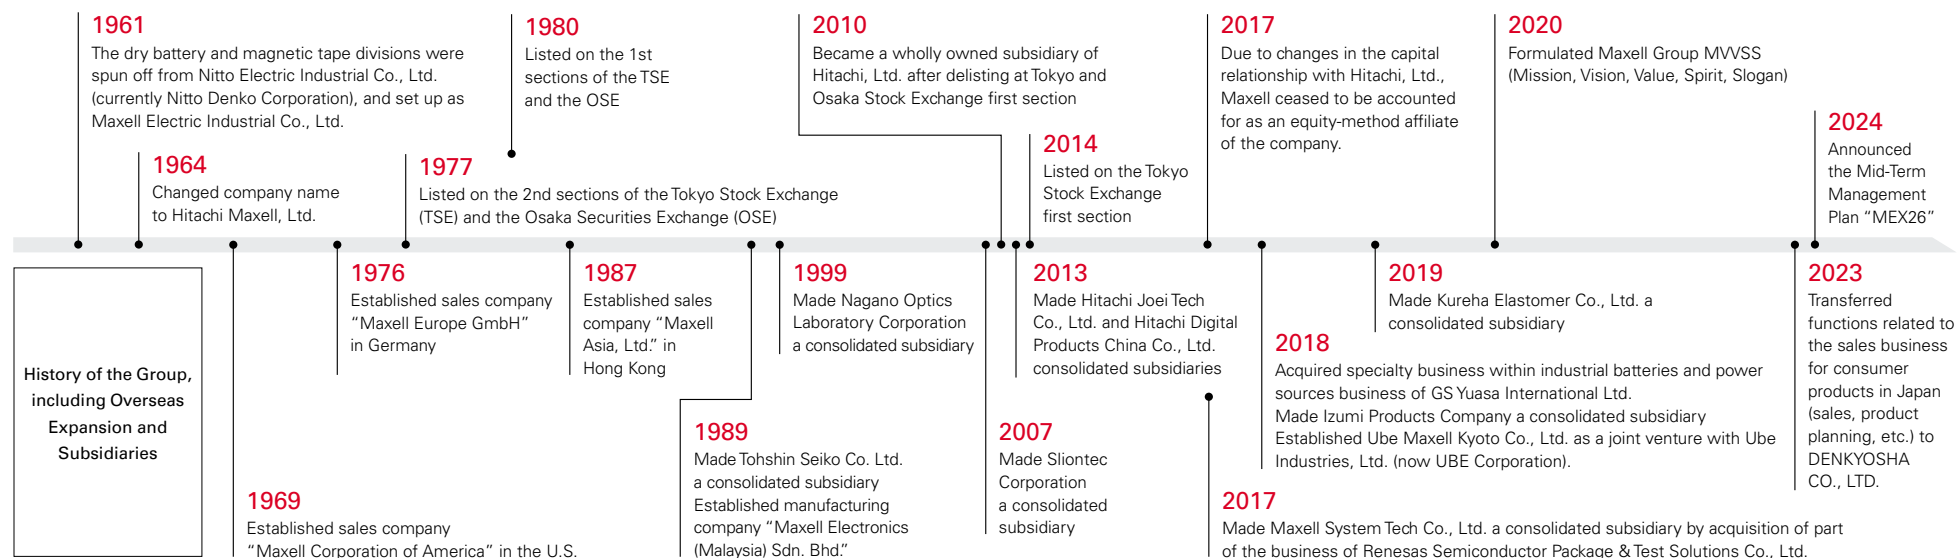 1961
The dry battery and magnetic tape divisions were
spun off from Nitto Electric Industrial Co., Ltd.
(currently Nitto Denko Corporation), and set up as
Maxell Electric Industrial Co., Ltd.
1964
Changed company name
to Hitachi Maxell, Ltd.
1980
Listed on the 1st
sections of the TSE
and the OSE
1977
Listed on the 2nd sections of the Tokyo Stock Exchange
(TSE) and the Osaka Securities Exchange (OSE)
2010
Became a wholly owned subsidiary of
Hitachi, Ltd. after delisting at Tokyo and
Osaka Stock Exchange first section
2014
Listed on the Tokyo
Stock Exchange
first section
2017
Due to changes in the capital
relationship with Hitachi, Ltd.,
Maxell ceased to be accounted
for as an equity-method affiliate
of the company.
2020
Formulated Maxell Group MVVSS
(Mission, Vision, Value, Spirit, Slogan)
2024
Announced
the Mid-Term
Management
Plan “MEX26”
History of the Group,
including Overseas
Expansion and
Subsidiaries
1969
Established sales company
“Maxell Corporation of America” in the U.S.
1976
Established sales company
“Maxell Europe GmbH”
in Germany
1987
Established sales
company “Maxell
Asia, Ltd.” in
Hong Kong
1989
Made Tohshin Seiko Co. Ltd.
a consolidated subsidiary
Established manufacturing
company “Maxell Electronics
(Malaysia) Sdn. Bhd.”
1999
Made Nagano Optics
Laboratory Corporation
a consolidated subsidiary
2007
Made Sliontec
Corporation
a consolidated
subsidiary
2013
Made Hitachi Joei Tech
Co., Ltd. and Hitachi Digital
Products China Co., Ltd.
consolidated subsidiaries
2017
Made Maxell System Tech Co., Ltd. a consolidated subsidiary by acquisition of part
of the business of Renesas Semiconductor Package & Test Solutions Co., Ltd.
2018
Acquired specialty business within industrial batteries and power
sources business of GS Yuasa International Ltd.
Made Izumi Products Company a consolidated subsidiary
Established Ube Maxell Kyoto Co., Ltd. as a joint venture with Ube
Industries, Ltd. (now UBE Corporation).
2019
Made Kureha Elastomer Co., Ltd. a
consolidated subsidiary
2023
Transferred
functions related to
the sales business
for consumer
products in Japan
(sales, product
planning, etc.) to
DENKYOSHA
CO., LTD.